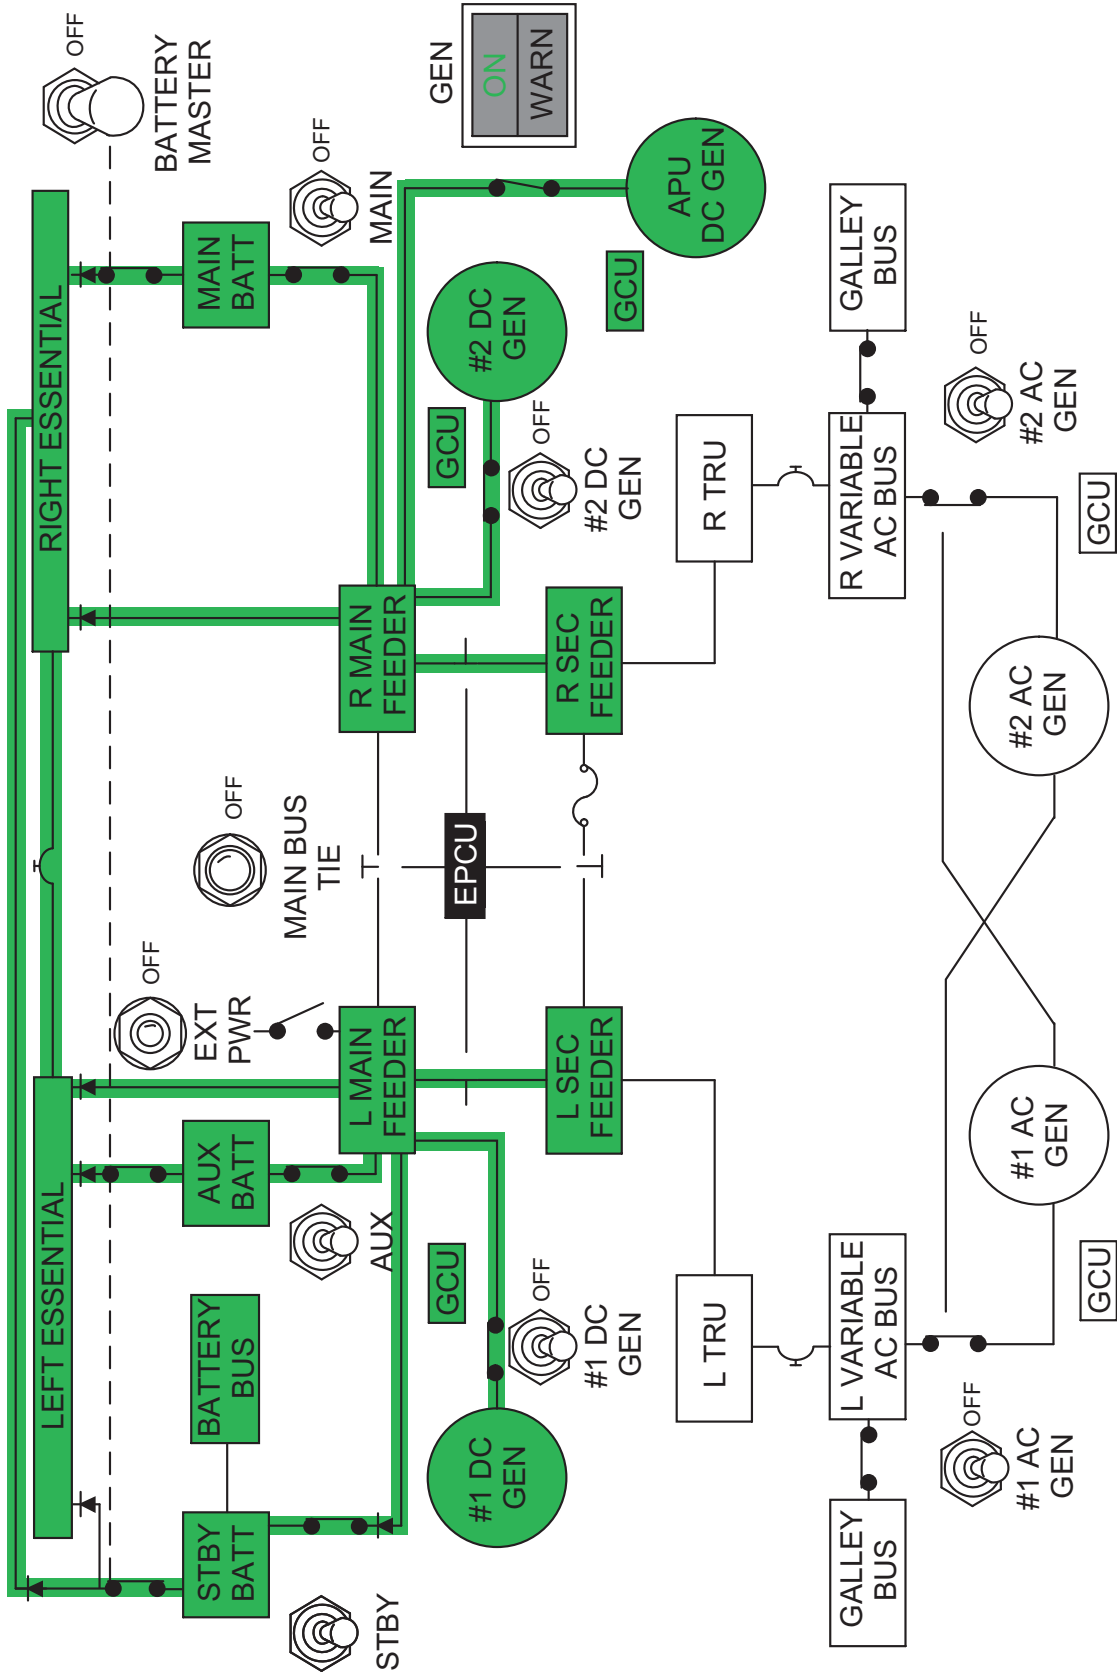 LEFT ESSENTIAL
RIGHT ESSENTIAL
OFF
BATTERY
MASTER
STBY
BATT
BATTERY
BUS
AUX
BATT
OFF
EXT
PWR
OFF
MAIN BUS
TIE
MAIN
BATT
OFF
MAIN
STBY
AUX
L MAIN
FEEDER
R MAIN
FEEDER
GEN
ON
WARN
#1 DC
GEN
GCU
EPCU
GCU
#2 DC
GEN
OFF
#1 DC
GEN
L SEC
FEEDER
R SEC
FEEDER
OFF
#2 DC
GEN
GCU
APU
DC GEN
L TRU
R TRU
GALLEY
BUS
L VARIABLE
AC BUS
R VARIABLE
AC BUS
GALLEY
BUS
OFF
#1 AC
GEN
#1 AC
GEN
#2 AC
GEN
OFF
#2 AC
GEN
GCU
GCU